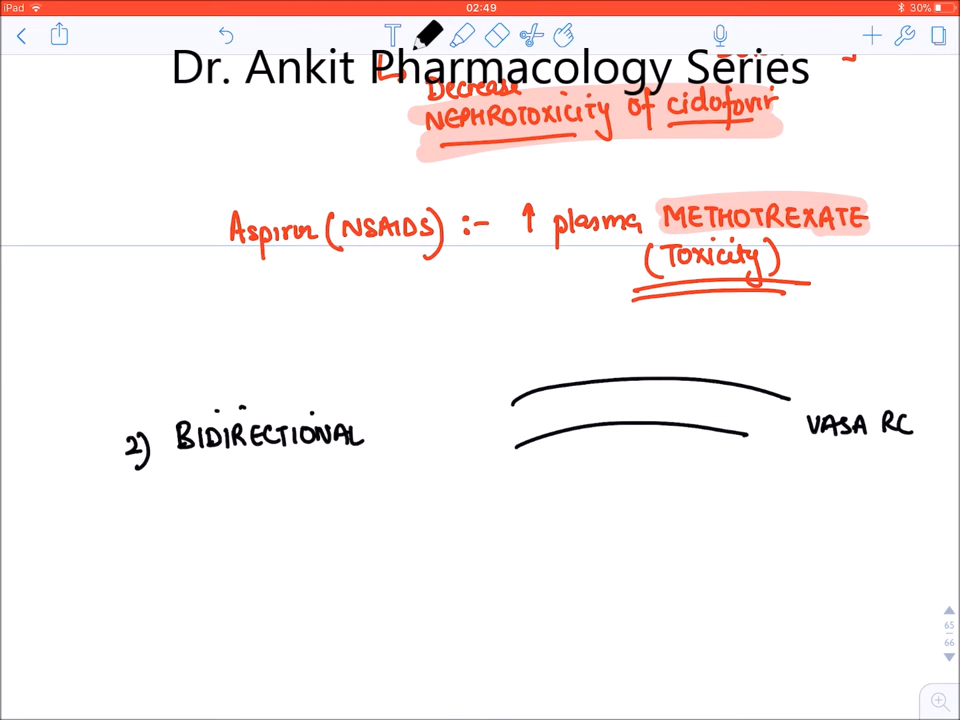 iPad 02:49 30%
T
Dr. Ankit Pharmacology Series
Decrease
NEPHROTOXICITY of cidofovir
Aspirin (NSAIDS) :- ↑ plasma METHOTREXATE
(Toxicity)
2) BIDIRECTIONAL
VASA RC
65
66